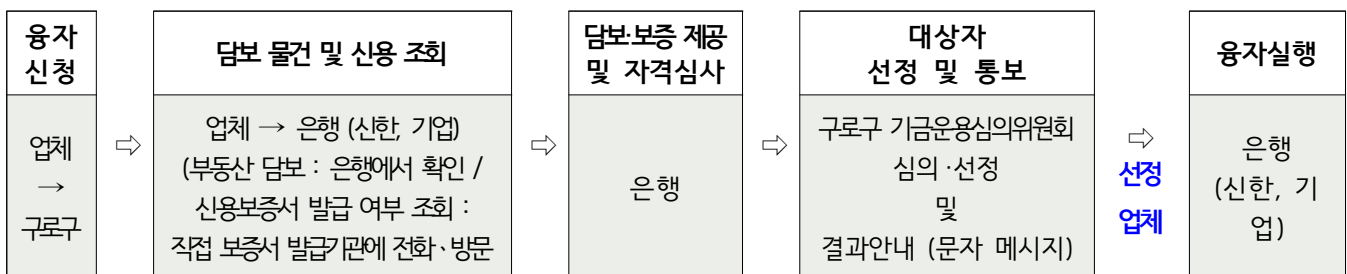 융자
신청
담보 물건 및 신용 조회
담보·보증 제공
및 자격심사
대상자
선정 및 통보
융자실행
업체
→
구로구
⇨
업체 → 은행 (신한, 기업)
(부동산 담보 : 은행에서 확인 /
신용보증서 발급 여부 조회 :
직접 보증서 발급기관에 전화、방문
⇨
은행
⇨
구로구 기금운용심의위원회
심의·선정
및
결과안내 (문자 메시지)
⇨
선정
업체
은행
(신한, 기
업)